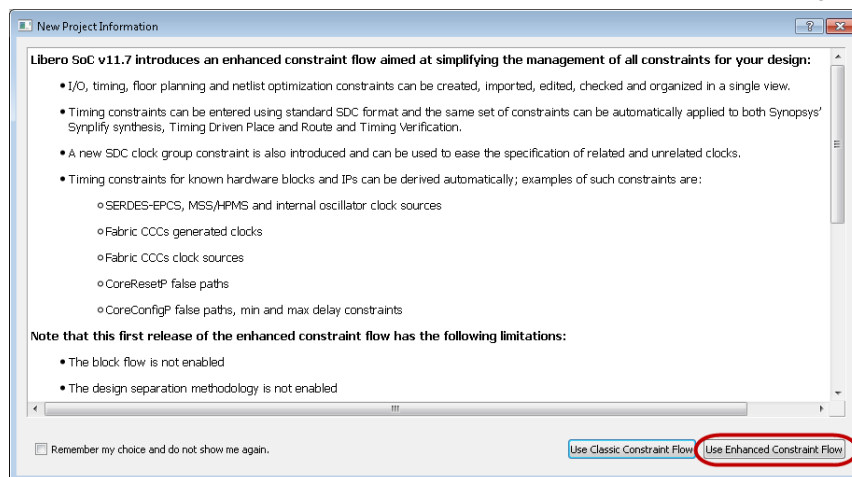 New Project Information
Libero SoC v11.7 introduces an enhanced constraint flow aimed at simplifying the management of all constraints for your design:
• I/O, timing, floor planning and netlist optimization constraints can be created, imported, edited, checked and organized in a single view.
• Timing constraints can be entered using standard SDC format and the same set of constraints can be automatically applied to both Synopsys'
Synplify synthesis, Timing Driven Place and Route and Timing Verification.
• A new SDC clock group constraint is also introduced and can be used to ease the specification of related and unrelated clocks.
• Timing constraints for known hardware blocks and IPs can be derived automatically; examples of such constraints are:
o SERDES-EPCS, MSS/HPMS and internal oscillator clock sources
o Fabric CCCs generated clocks
o Fabric CCCs clock sources
o CoreResetP false paths
o CoreConfigP false paths, min and max delay constraints
Note that this first release of the enhanced constraint flow has the following limitations:
• The block flow is not enabled
• The design separation methodology is not enabled
Remember my choice and do not show me again.
Use Classic Constraint Flow
Use Enhanced Constraint Flow